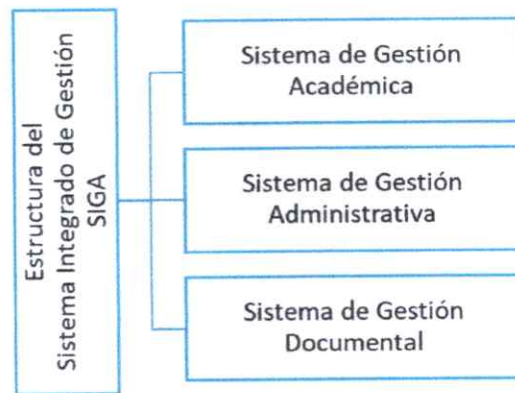 Estructura del
Sistema Integrado de Gestión
SIGA
Sistema de Gestión
Académica
Sistema de Gestión
Administrativa
Sistema de Gestión
Documental